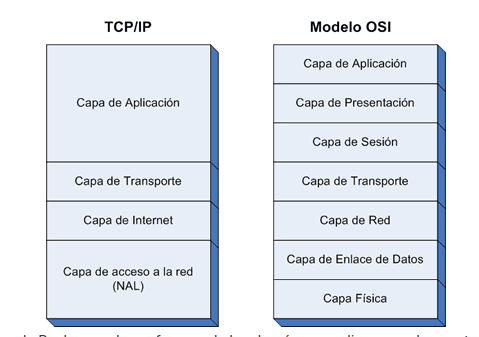 TCP/IP
Capa de Aplicación
Capa de Transporte
Capa de Internet
Capa de acceso a la red
(NAL)
Modelo OSI
Capa de Aplicación
Capa de Presentación
Capa de Sesión
Capa de Transporte
Capa de Red
Capa de Enlace de Datos
Capa Física